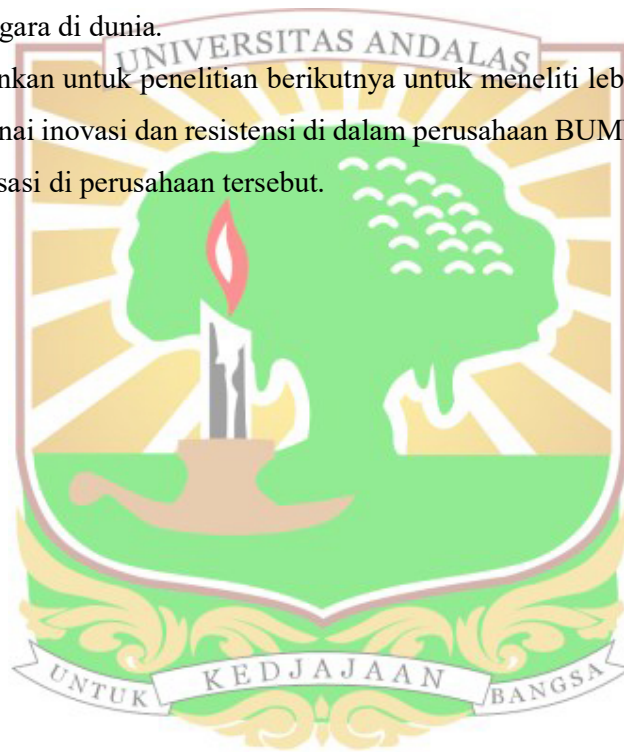 gara di dunia.
UNIVERSITAS ANDALAS
nkan untuk penelitian berikutnya untuk meneliti leb
nai inovasi dan resistensi di dalam perusahaan BUM
sasi di perusahaan tersebut.
UNTUK KEDJAJAAN BANGSA